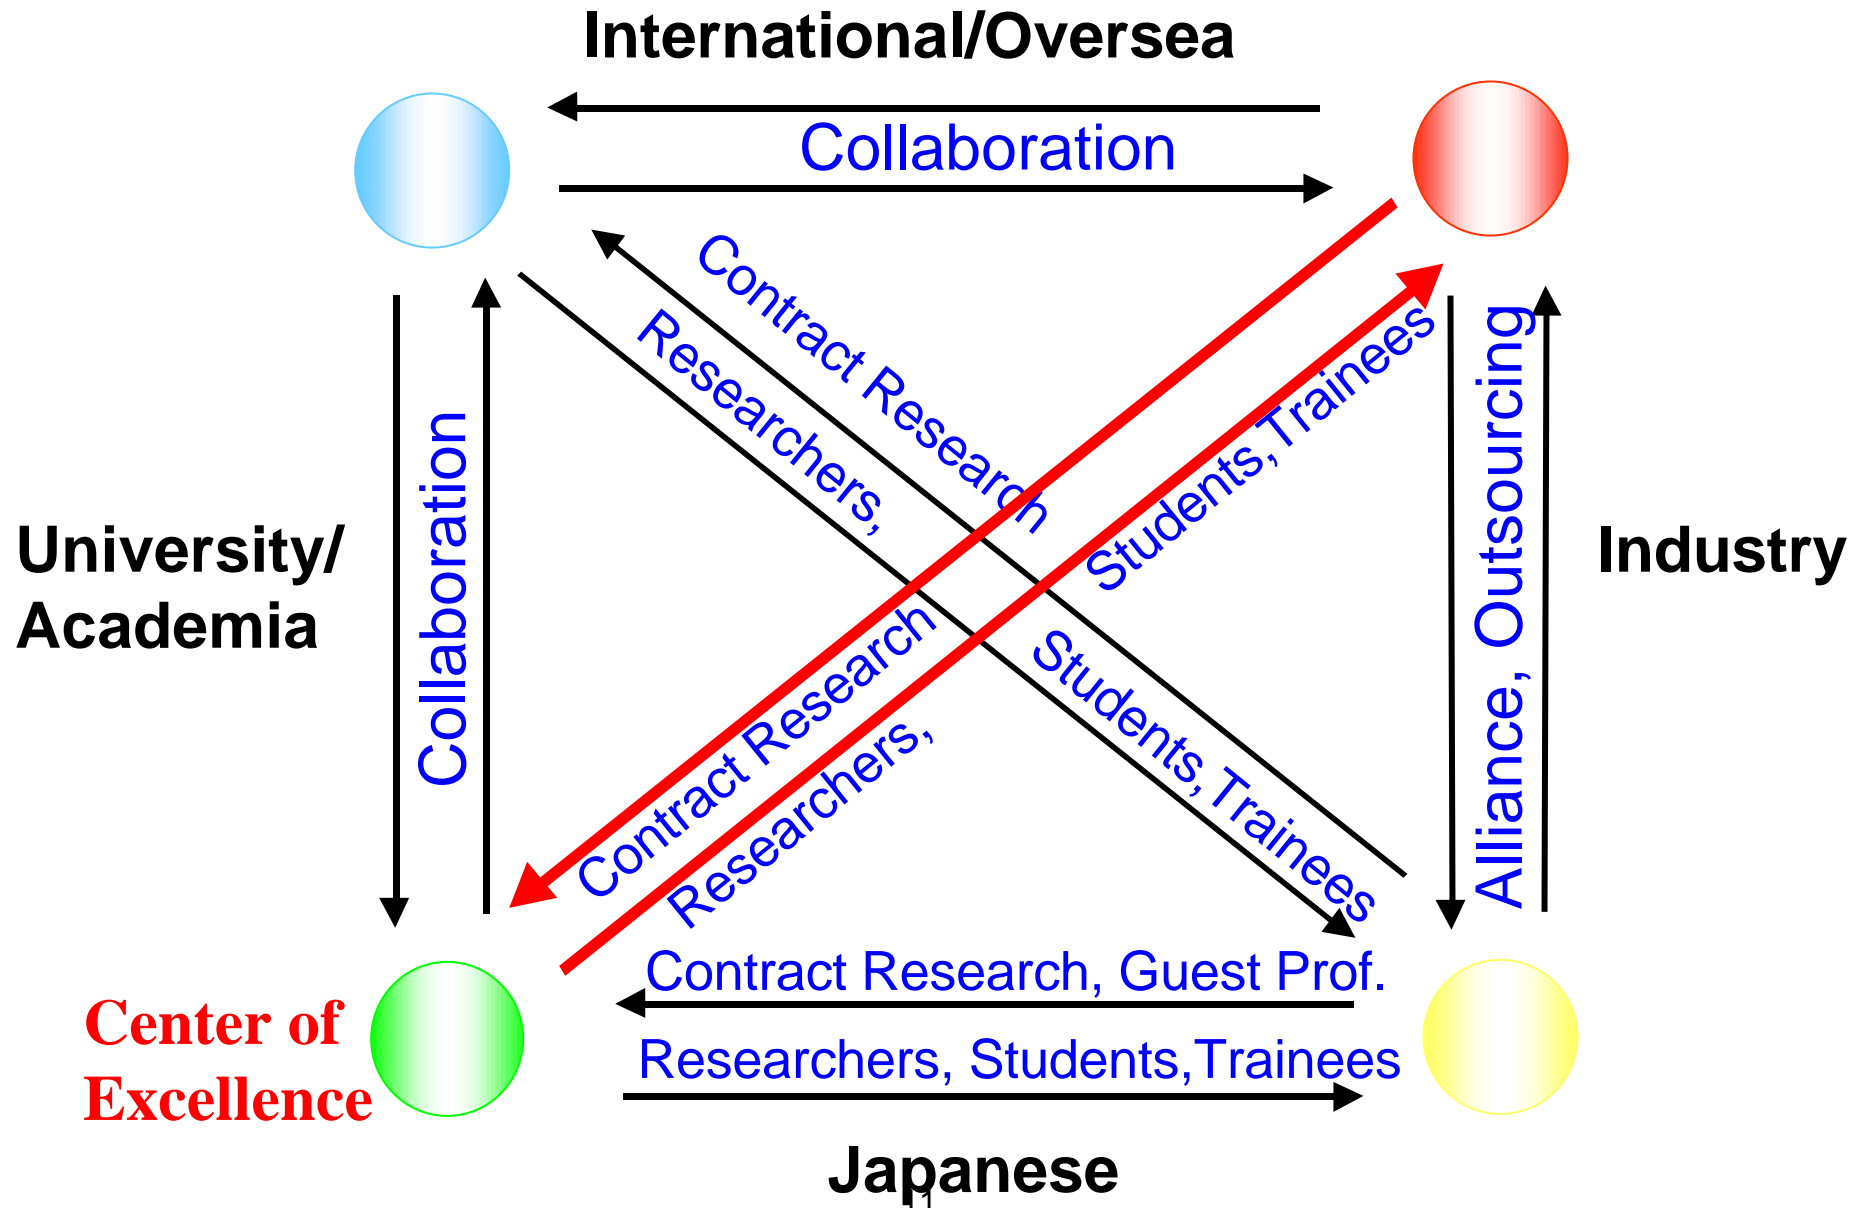 International/Oversea
Collaboration
Contract Research
Researchers,
Students,Trainees
Alliance, Outsourcing
Collaboration
University/
Academia
Industry
Contract Research
Researchers,
Students,Trainees
Contract Research, Guest Prof.
Center of
Excellence
Researchers, Students,Trainees
Japanese
11